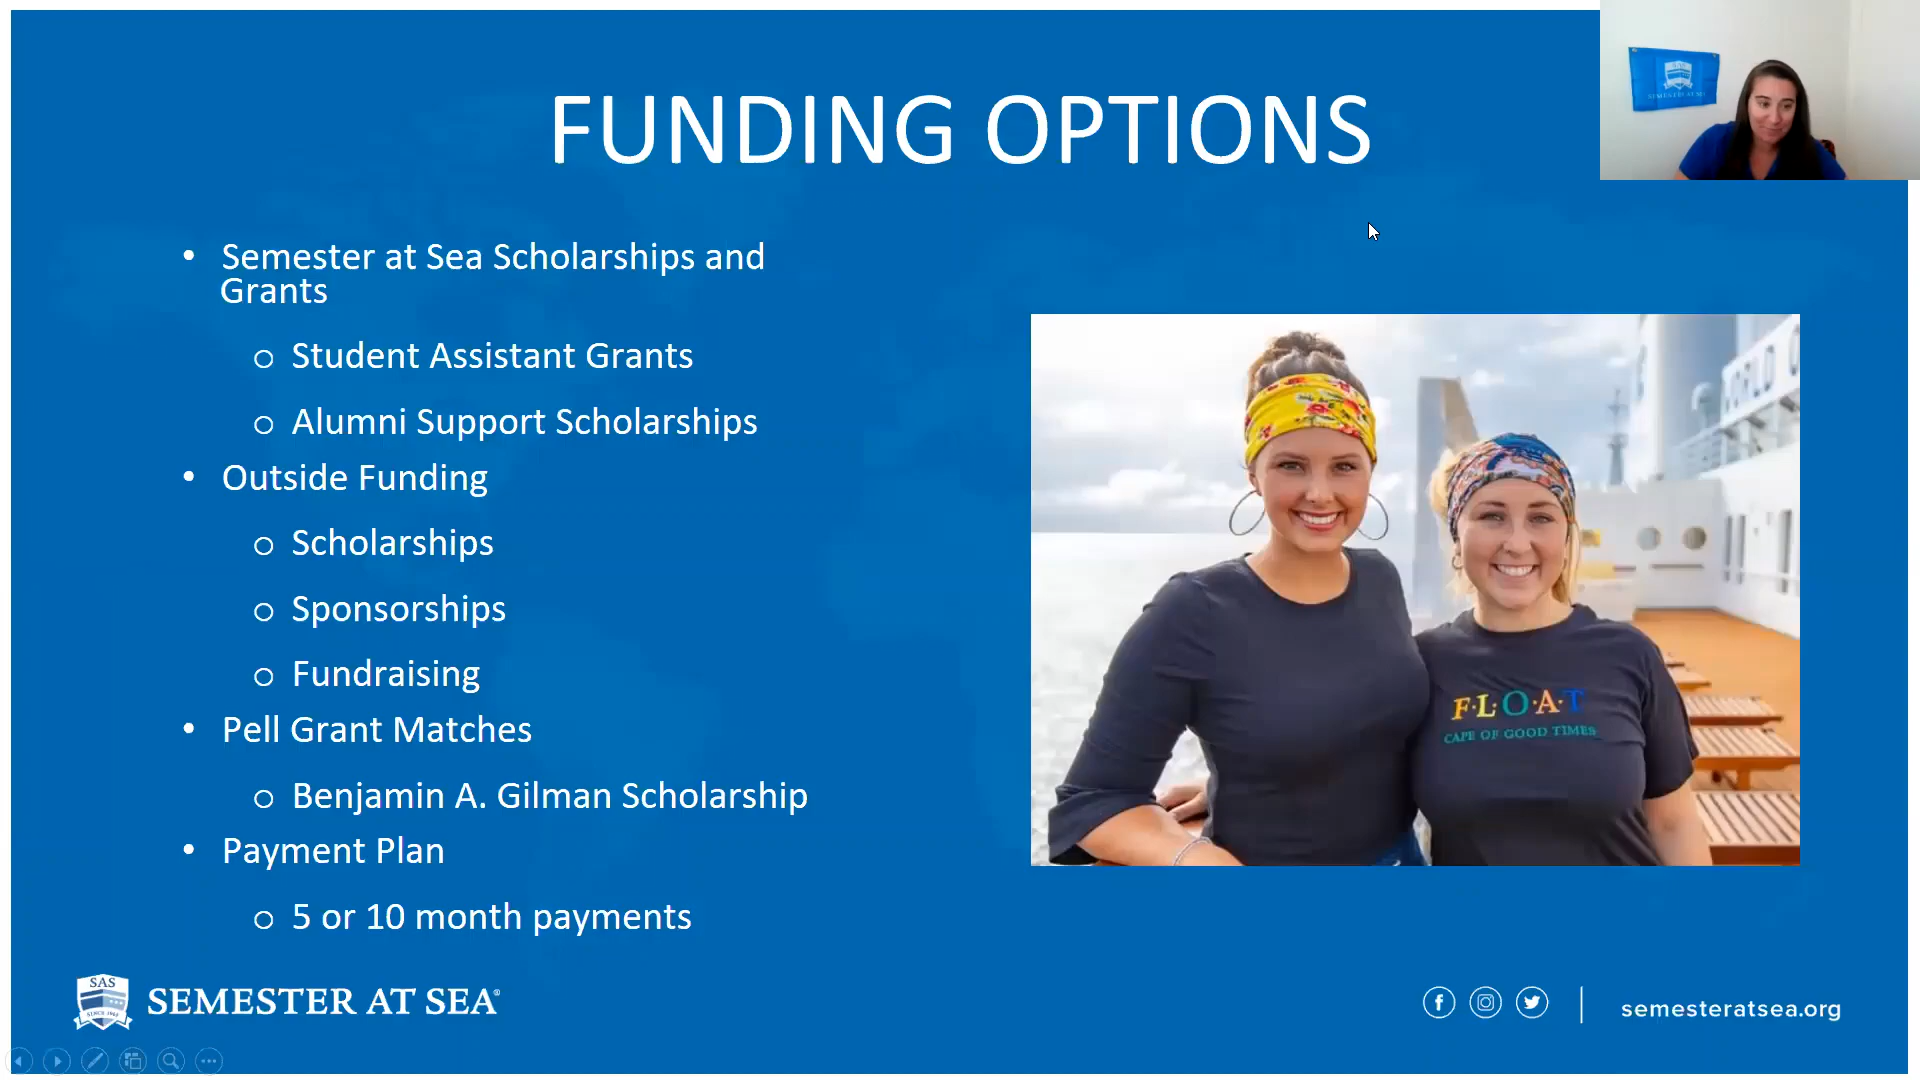 FUNDING OPTIONS
• Semester at Sea Scholarships and
Grants
o Student Assistant Grants
o Alumni Support Scholarships
• Outside Funding
o Scholarships
o Sponsorships
o Fundraising
• Pell Grant Matches
o Benjamin A. Gilman Scholarship
• Payment Plan
o 5 or 10 month payments
F·L·O·A·T
CAPE OF GOOD TIMES
SAS
SEMESTER AT SEA®
semesteratsea.org